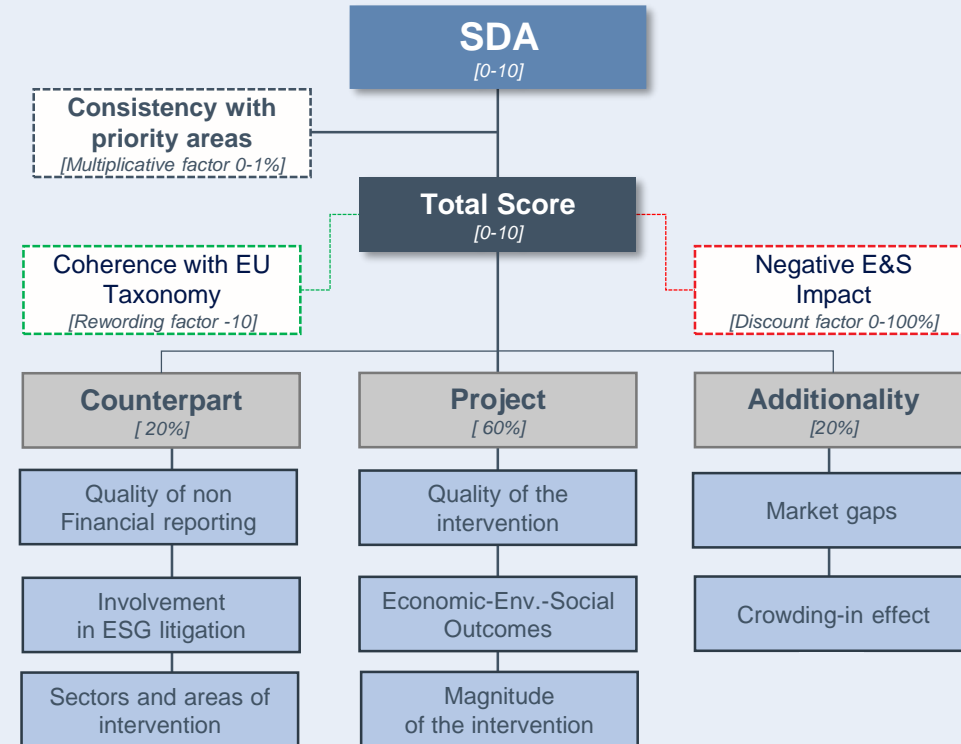 SDA
[0-10]
Consistency with
priority areas
[Multiplicative factor 0-1%]
Total Score
[0-10]
Coherence with EU
Taxonomy
[Rewording factor -10]
Negative E&S
Impact
[Discount factor 0-100%]
Counterpart
[ 20%]
Project
[ 60%]
Additionality
[20%]
Quality of non
Financial reporting
Quality of the
intervention
Market gaps
Involvement
in ESG litigation
Economic-Env.-Social
Outcomes
Crowding-in effect
Sectors and areas of
intervention
Magnitude
of the intervention